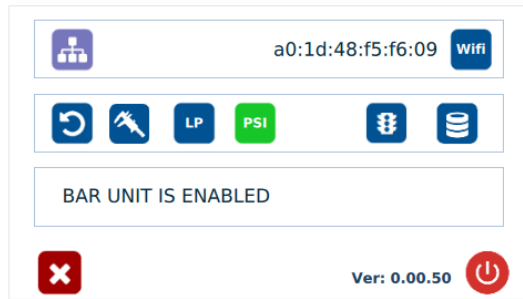 a0:1d:48:f5:f6:09 Wifi
LP PSI
BAR UNIT IS ENABLED
Ver: 0.00.50